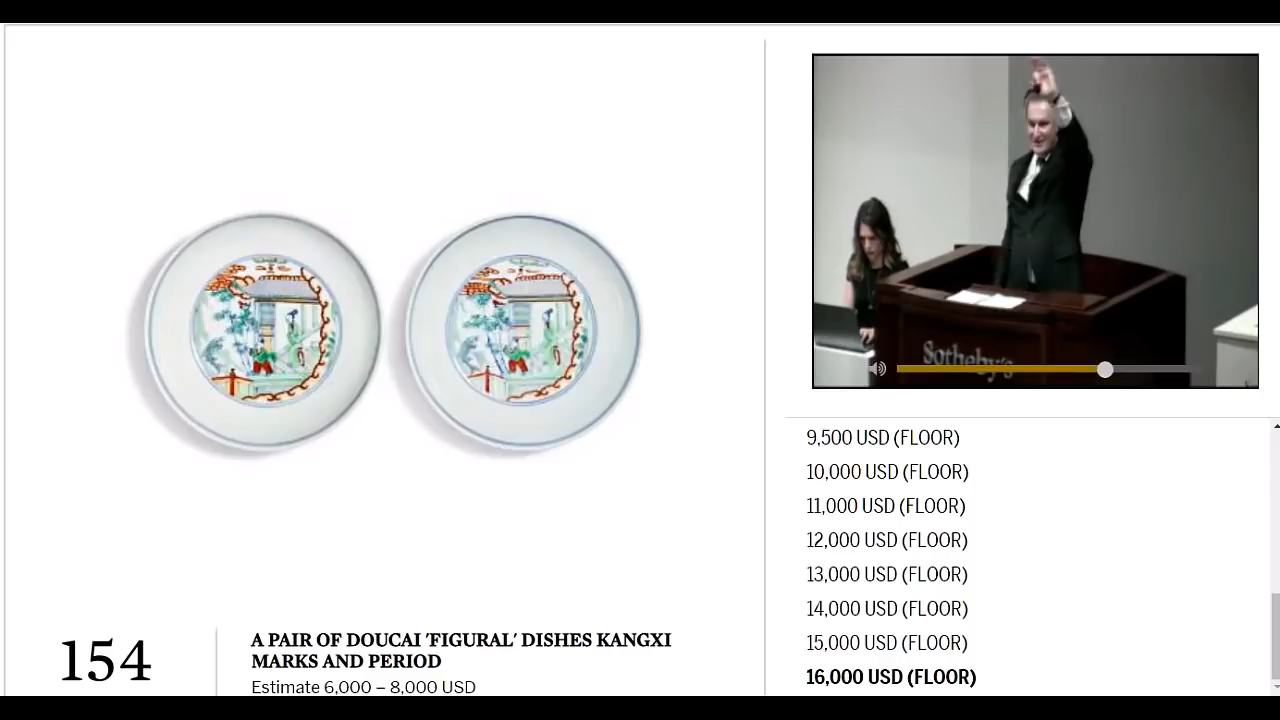 154
A PAIR OF DOUCAI 'FIGURAL' DISHES KANGXI
MARKS AND PERIOD
Estimate 6,000 – 8,000 USD
Sotheby's
9,500 USD (FLOOR)
10,000 USD (FLOOR)
11,000 USD (FLOOR)
12,000 USD (FLOOR)
13,000 USD (FLOOR)
14,000 USD (FLOOR)
15,000 USD (FLOOR)
16,000 USD (FLOOR)